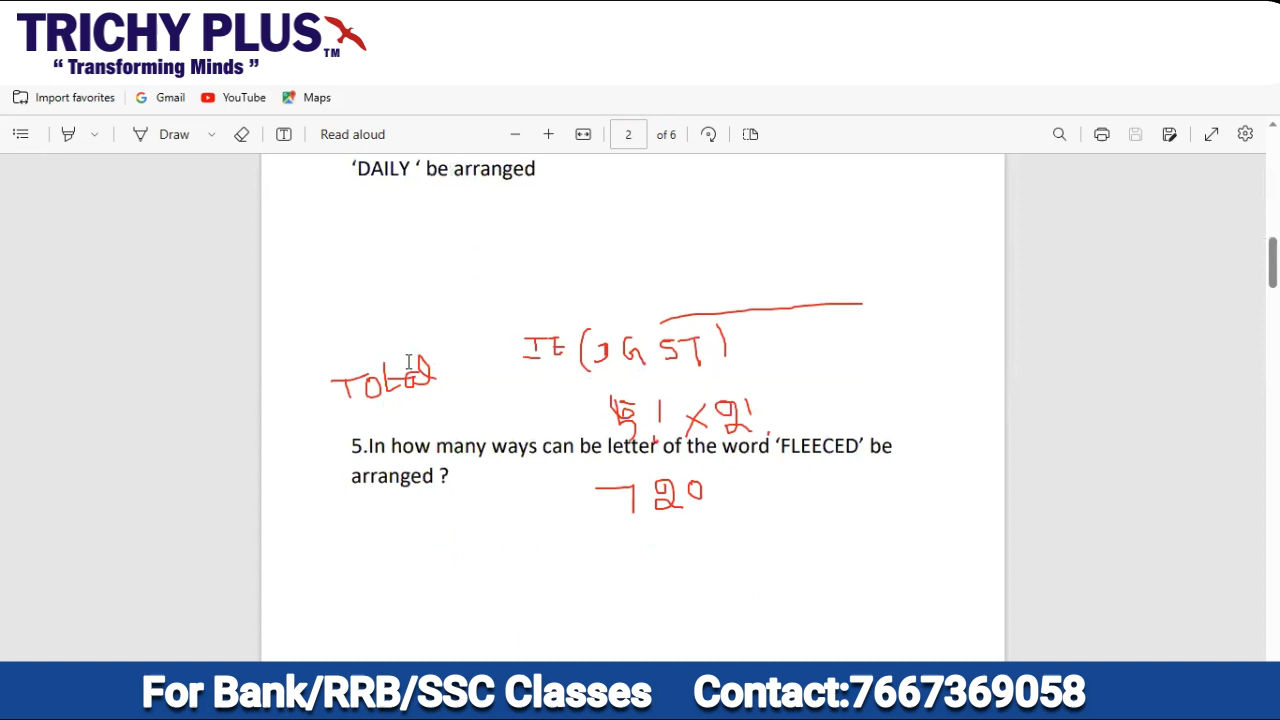 TRICHY PLUS TM
“ Transforming Minds ”
Import favorites Gmail YouTube Maps
Draw Read aloud 2 of 6
‘DAILY ‘ be arranged
Total
5! × 2!
5.In how many ways can be letter of the word ‘FLEECED’ be
arranged ?
720
For Bank/RRB/SSC Classes Contact:7667369058